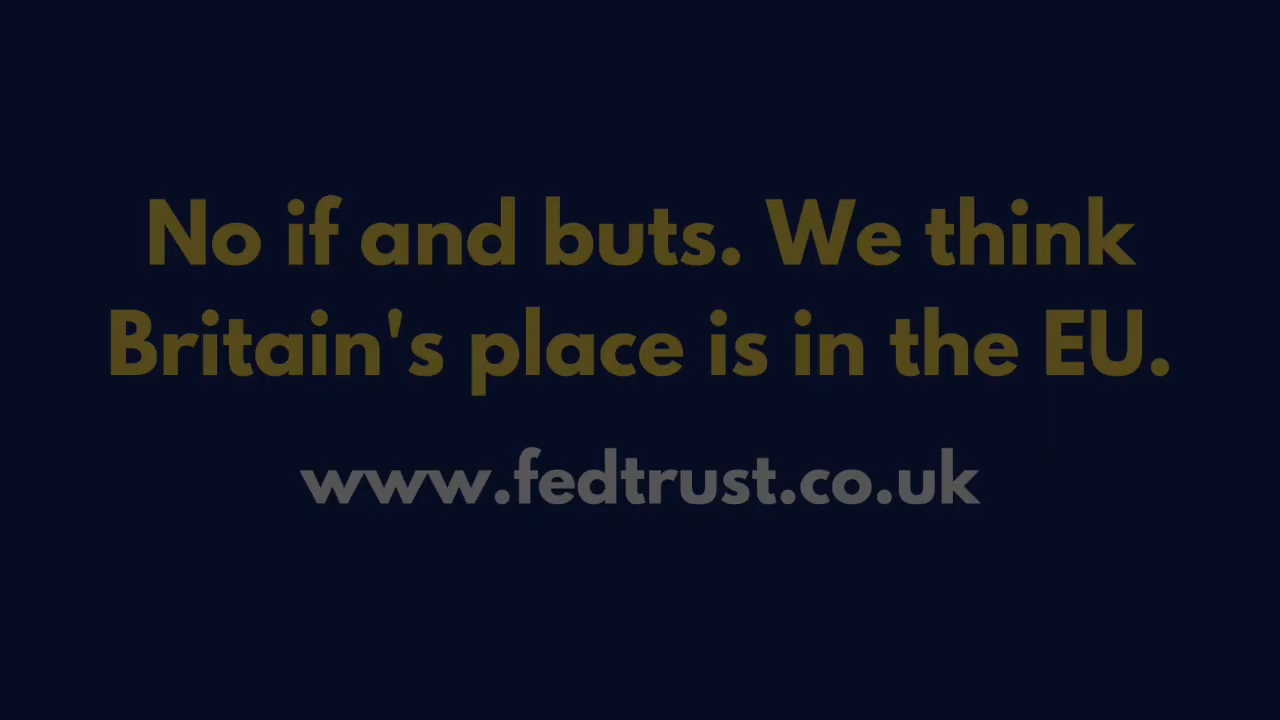 No if and buts. We think
Britain's place is in the EU.
www.fedtrust.co.uk